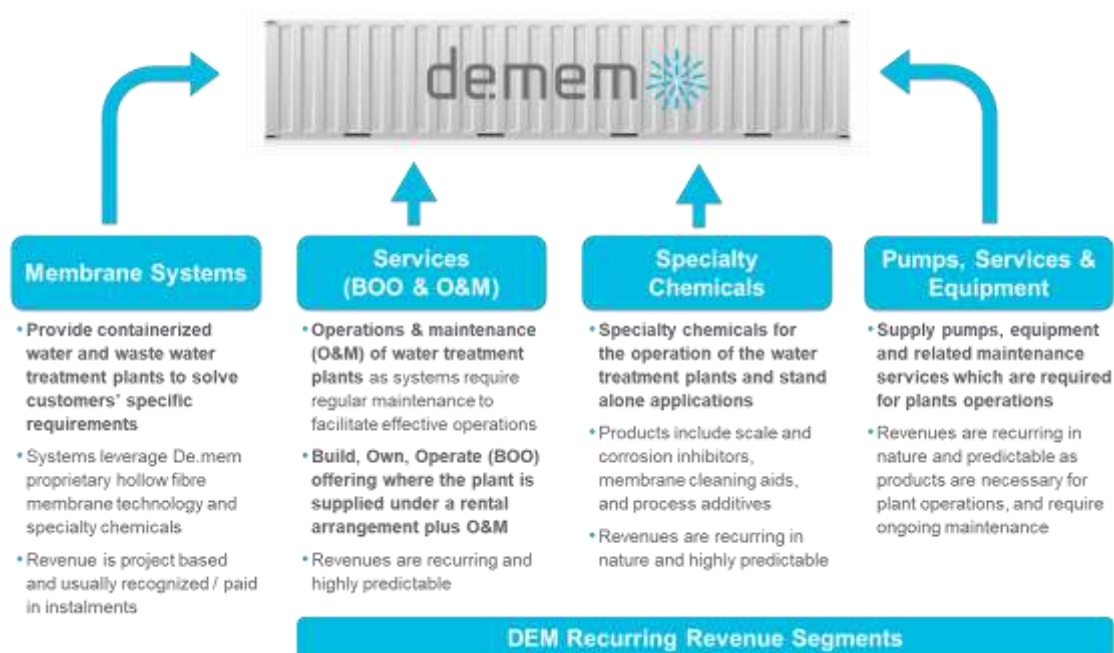 de.mem
Membrane Systems
• Provide containerized
water and waste water
treatment plants to solve
customers' specific
requirements
• Systems leverage De.mem
proprietary hollow fibre
membrane technology and
specialty chemicals
• Revenue is project based
and usually recognized / paid
in instalments
Services
(BOO & O&M)
• Operations & maintenance
(O&M) of water treatment
plants as systems require
regular maintenance to
facilitate effective operations
• Build, Own, Operate (BOO)
offering where the plant is
supplied under a rental
arrangement plus O&M
• Revenues are recurring and
highly predictable
Specialty
Chemicals
• Specialty chemicals for
the operation of the water
treatment plants and stand
alone applications
• Products include scale and
corrosion inhibitors,
membrane cleaning aids,
and process additives
• Revenues are recurring in
nature and highly predictable
Pumps, Services &
Equipment
• Supply pumps, equipment
and related maintenance
services which are required
for plants operations
• Revenues are recurring in
nature and predictable as
products are necessary for
plant operations, and require
ongoing maintenance
DEM Recurring Revenue Segments